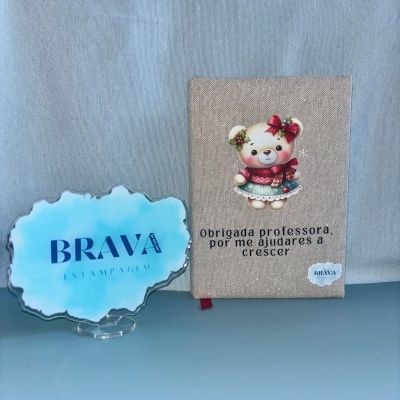 BRAVA
ESTAMPAGEM
Obrigada professora,
por me ajudares a
crescer
BRAVA